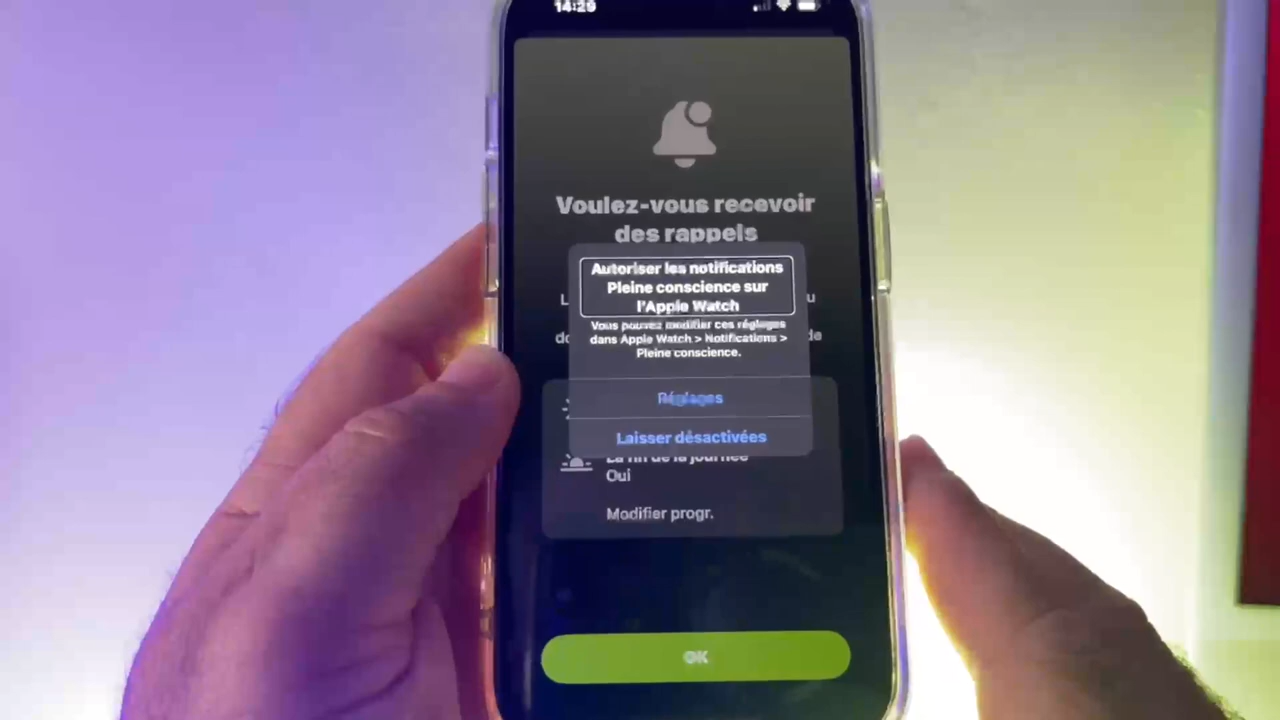 14:29
Voulez-vous recevoir
des rappels
Autoriser les notifications
Pleine conscience sur
l'Apple Watch
Vous pouvez modifier ces réglages
dans Apple Watch > Notifications >
Pleine conscience.
Réglages
Laisser désactivées
La fin de la journée
Oui
Modifier progr.
OK